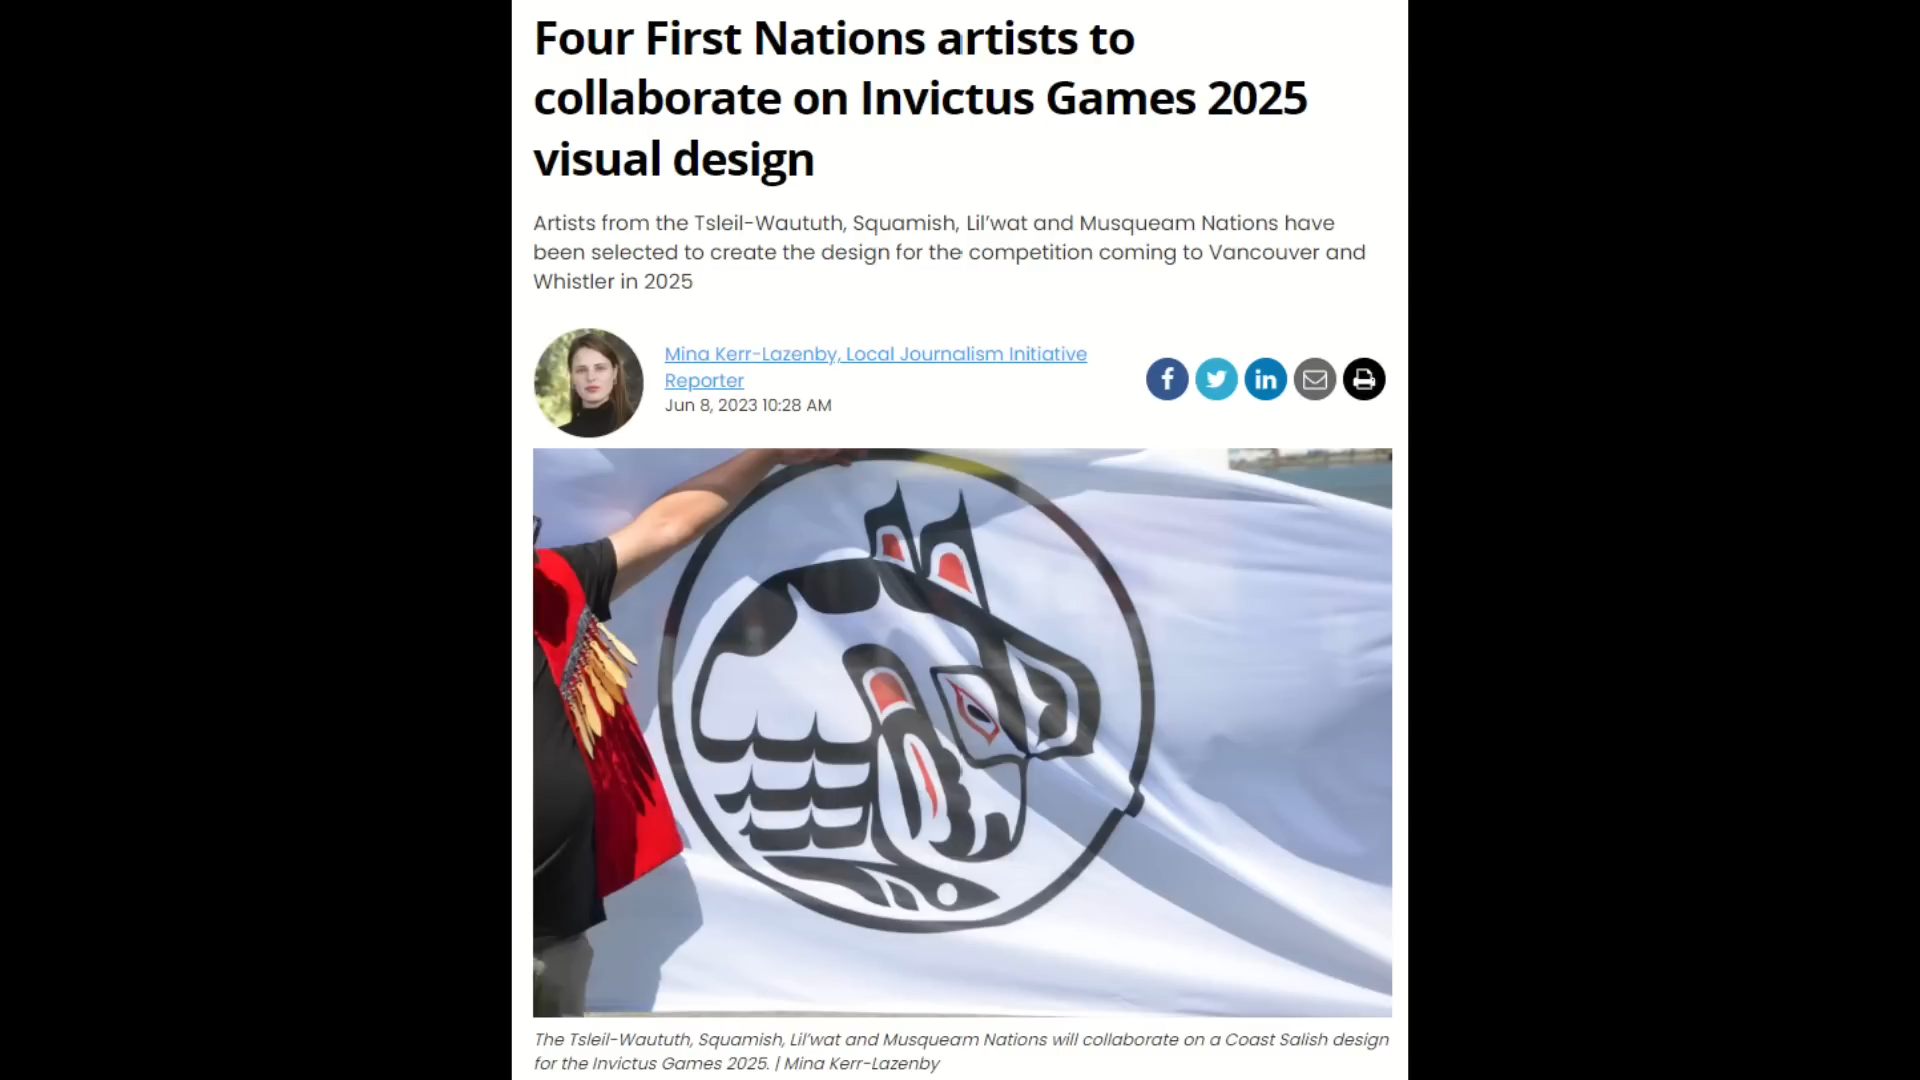 Four First Nations artists to
collaborate on Invictus Games 2025
visual design
Artists from the Tsleil-Waututh, Squamish, Lil’wat and Musqueam Nations have
been selected to create the design for the competition coming to Vancouver and
Whistler in 2025
Mina Kerr-Lazenby, Local Journalism Initiative
Reporter
Jun 8, 2023 10:28 AM
The Tsleil-Waututh, Squamish, Lil’wat and Musqueam Nations will collaborate on a Coast Salish design
for the Invictus Games 2025. | Mina Kerr-Lazenby